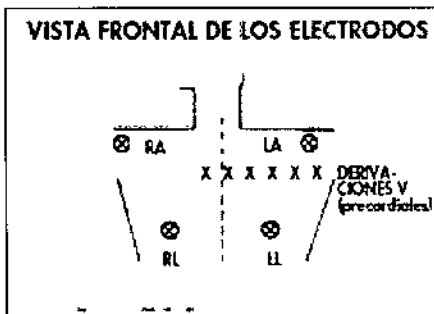 VISTA FRONTAL DE LOS ELECTRODOS
RA LA
X X X X X X DERIVA-
CIONES V
(precordiales)
RL LL